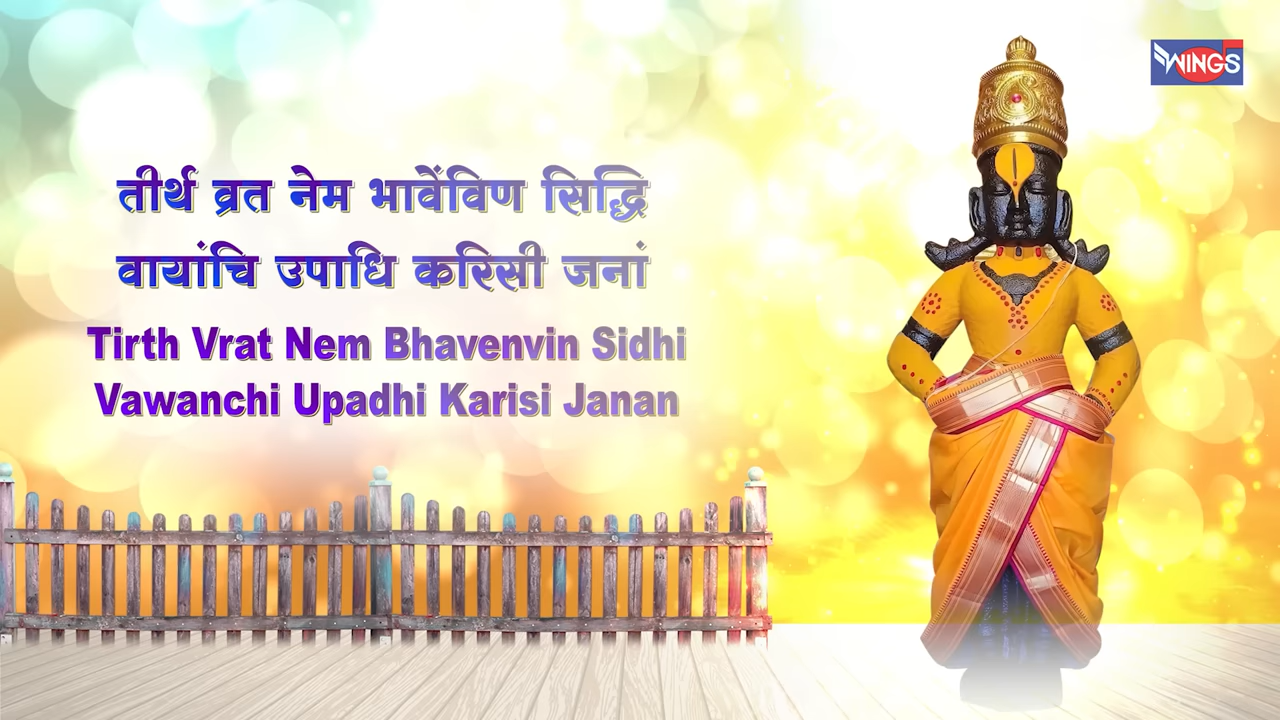 WINGS
तीर्थ व्रत नेम भावेंविण सिद्धि
वायांचि उपाधि करिसी जनां
Tirth Vrat Nem Bhavenvin Sidhi
Vawanchi Upadhi Karisi Janan